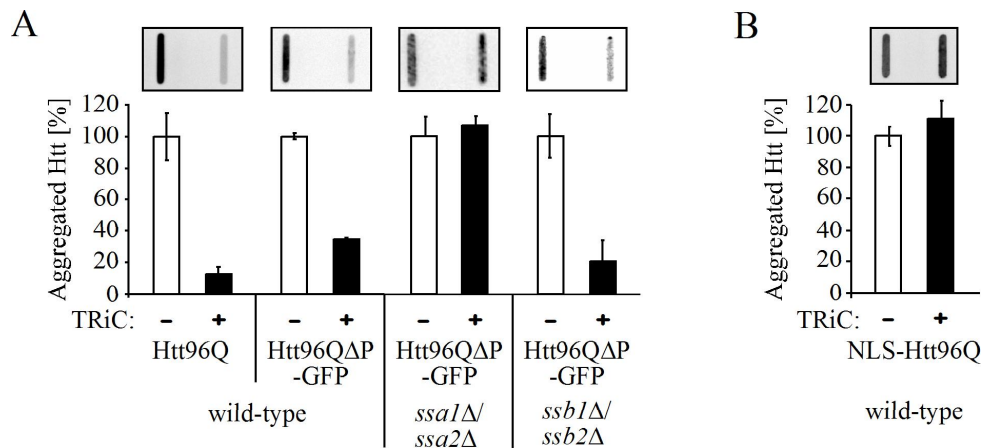 A
B
Aggregated Htt [%]
120
100
80
60
40
20
0
TRiC: - + - + - + - +
Htt96Q Htt96QΔP Htt96QΔP Htt96QΔP
-GFP -GFP -GFP
wild-type ssa1Δ/ ssb1Δ/
ssa2Δ ssb2Δ
Aggregated Htt [%]
120
100
80
60
40
20
0
TRiC: - +
NLS-Htt96Q
wild-type